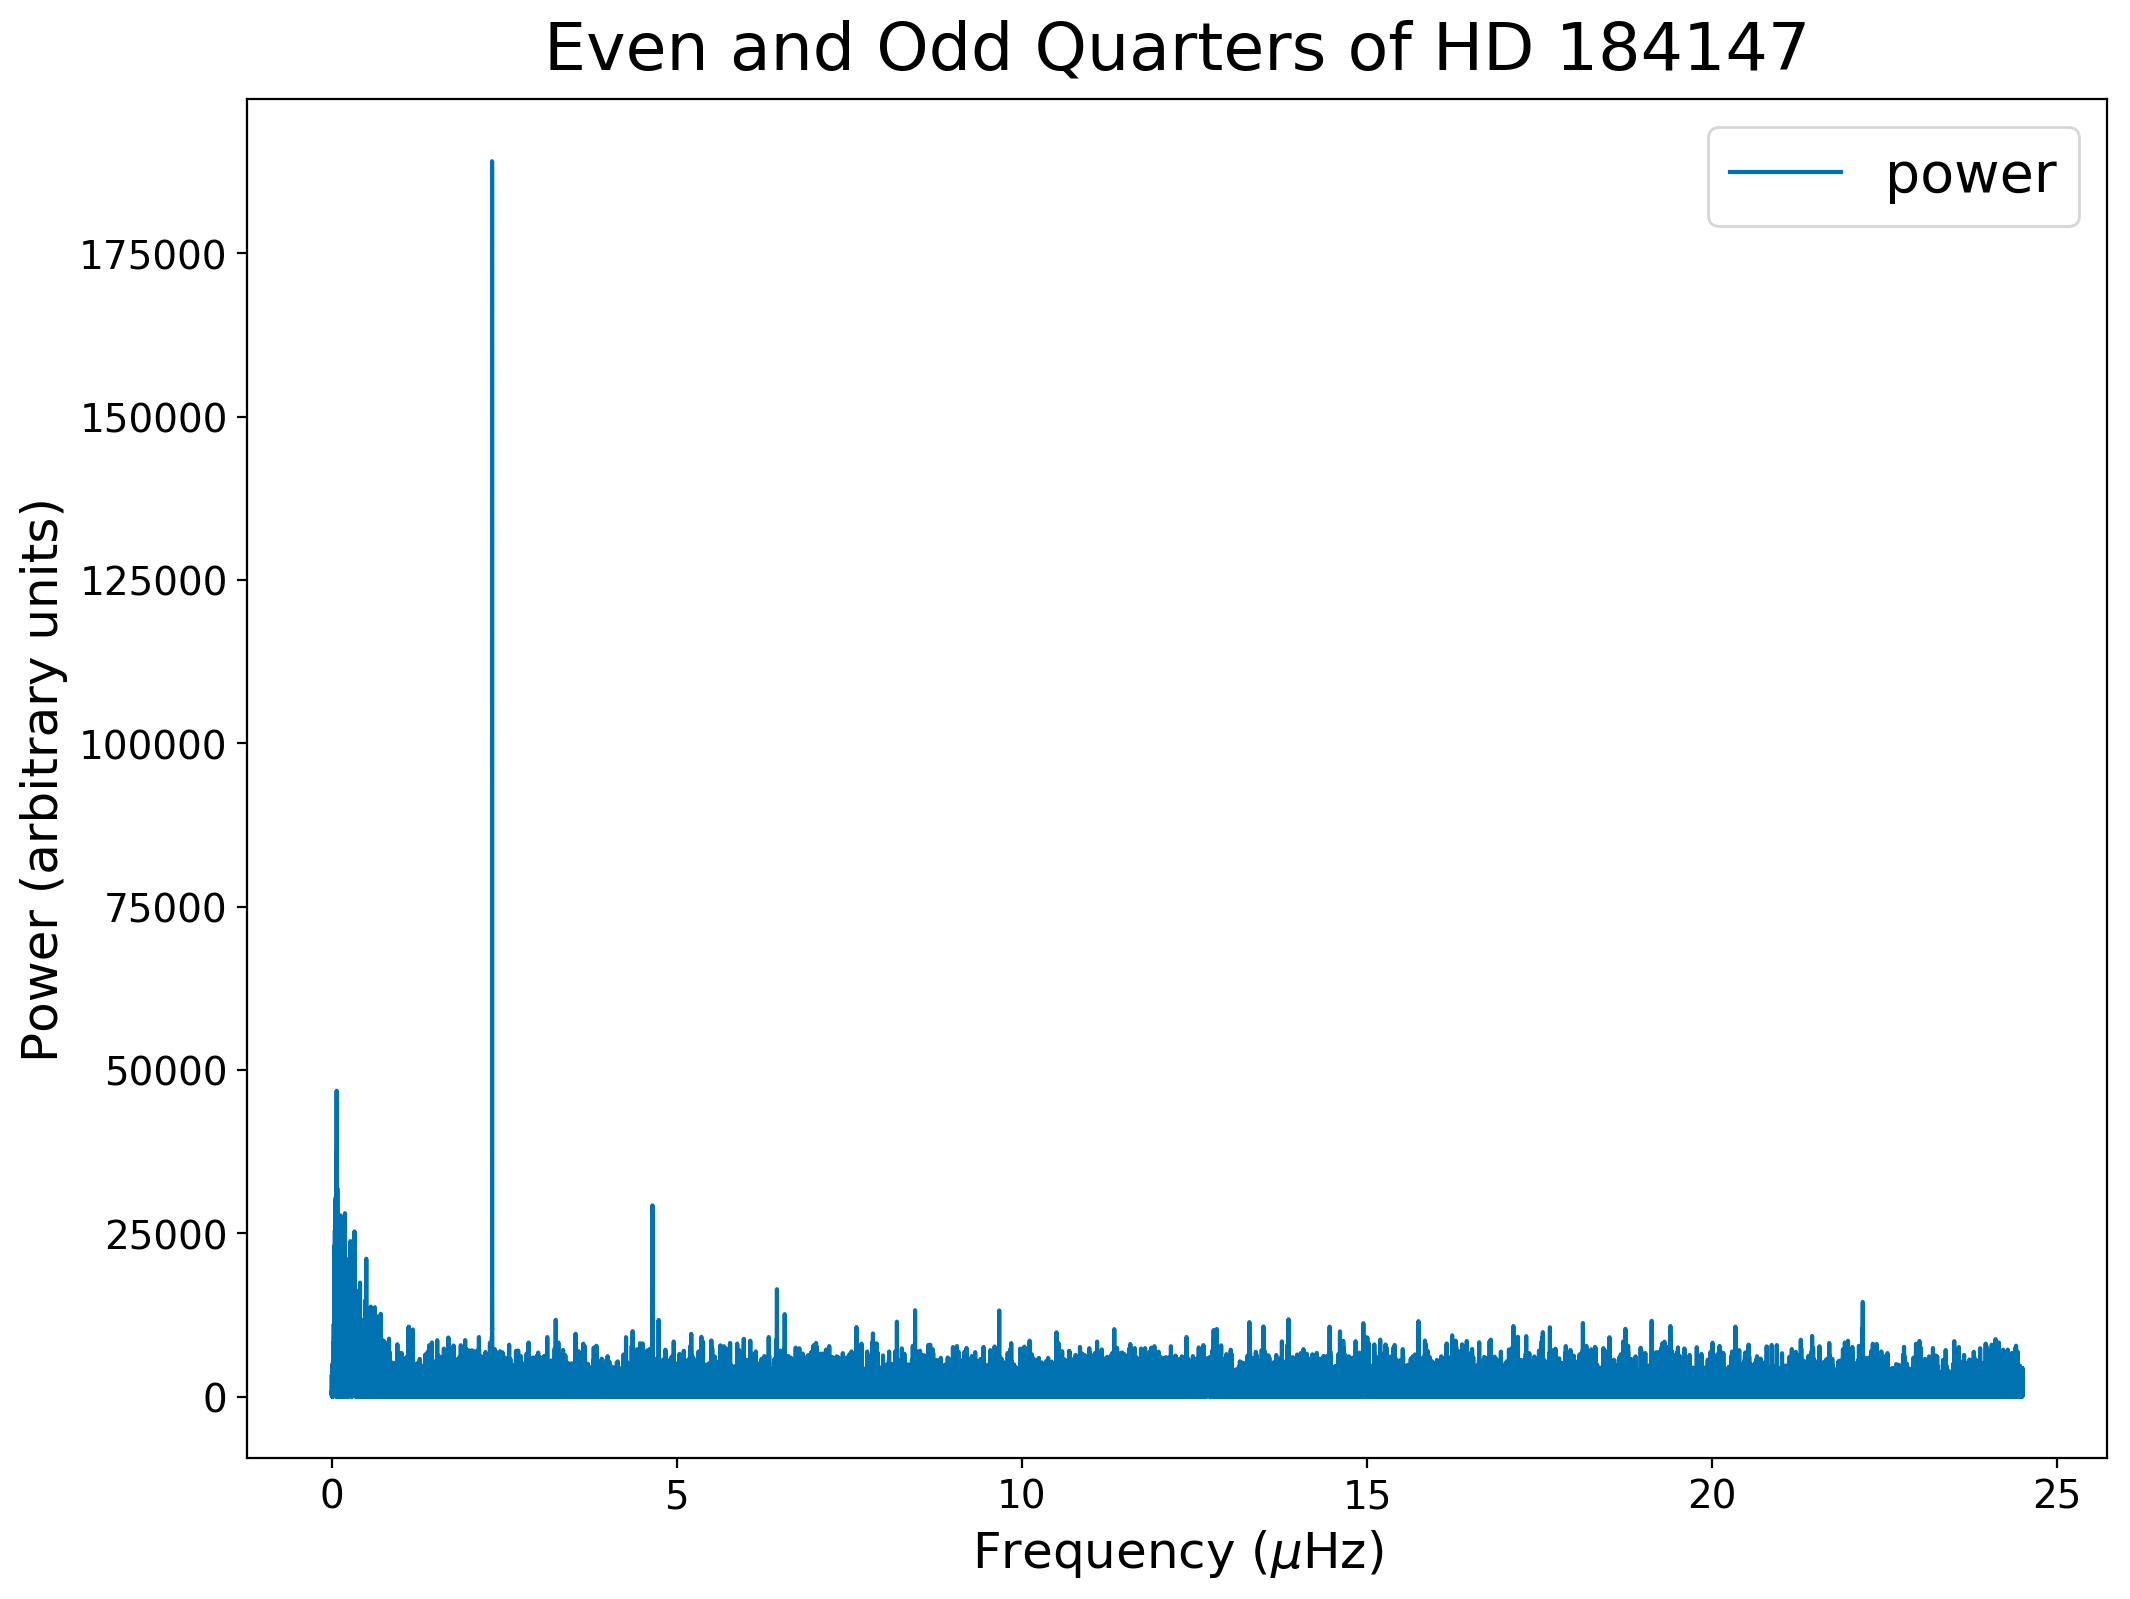 Even and Odd Quarters of HD 184147
power
Power (arbitrary units)
175000
150000
125000
100000
75000
50000
25000
0
0 5 10 15 20 25
Frequency (μHz)